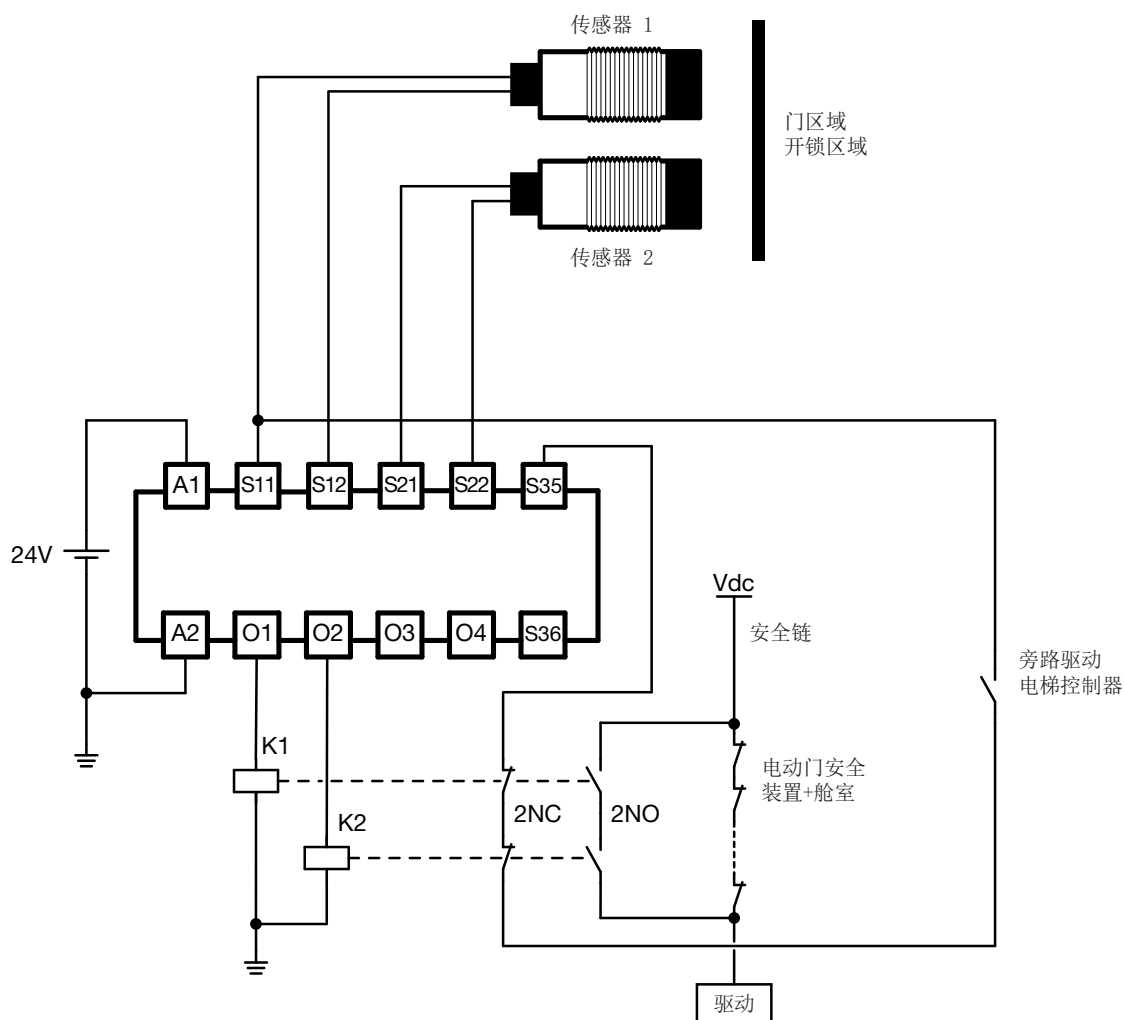 传感器 1
门区域
开锁区域
传感器 2
A1
S11
S12
S21
S22
S35
24V
A2
O1
O2
O3
O4
S36
Vdc
安全链
旁路驱动
电梯控制器
K1
电动门安全
装置+舱室
2NC
2NO
K2
驱动